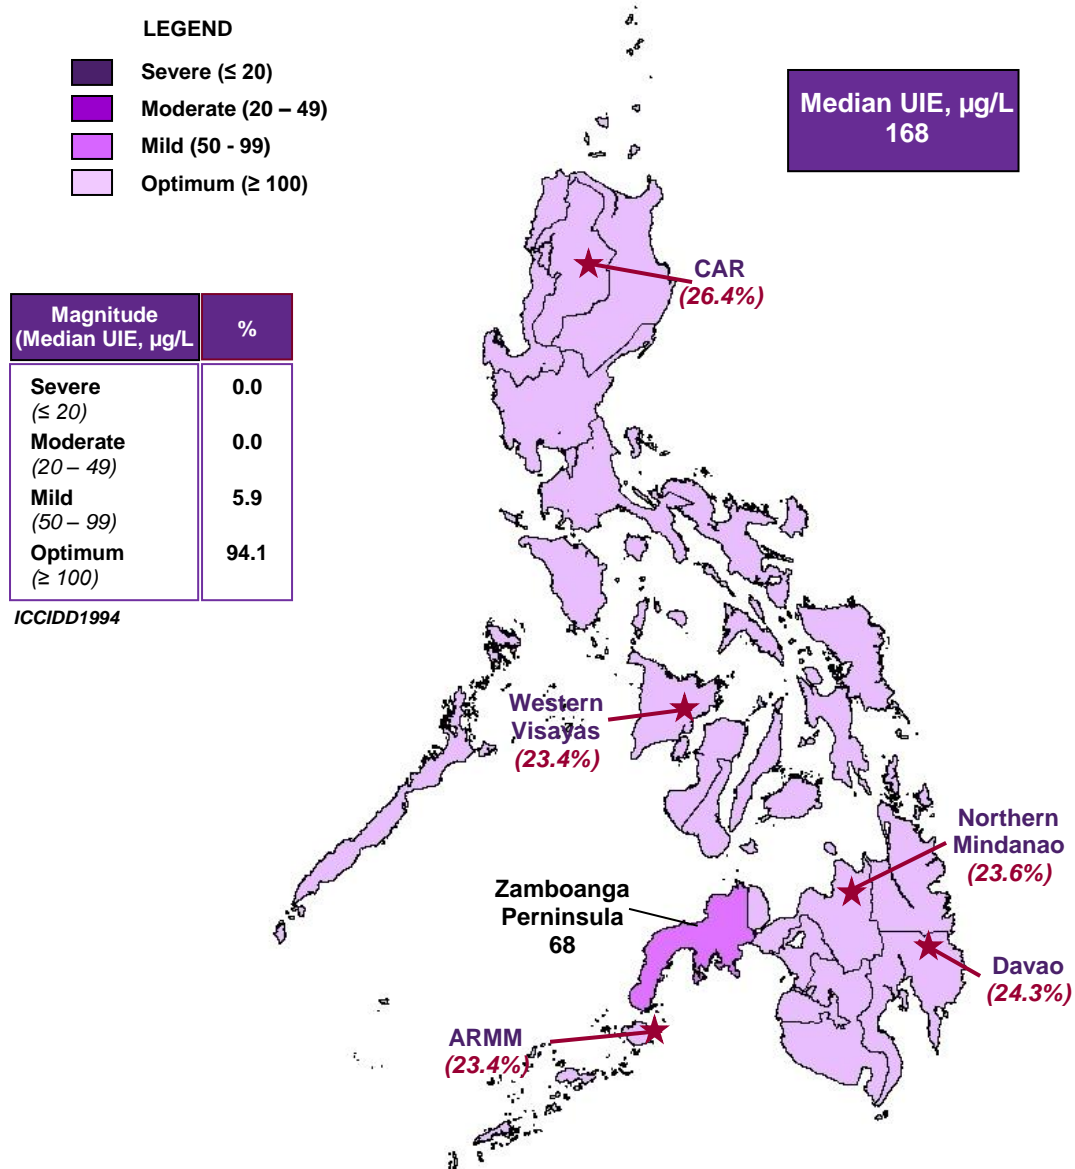 LEGEND
Severe (≤ 20)
Moderate (20 – 49)
Mild (50 - 99)
Optimum (≥ 100)
Median UIE, µg/L
168
CAR
(26.4%)
Magnitude
(Median UIE, µg/L
%
Severe
(≤ 20)
0.0
Moderate
(20 – 49)
0.0
Mild
(50 – 99)
5.9
Optimum
(≥ 100)
94.1
ICCIDD1994
Western
Visayas
(23.4%)
Northern
Mindanao
(23.6%)
Zamboanga
Perninsula
68
Davao
(24.3%)
ARMM
(23.4%)